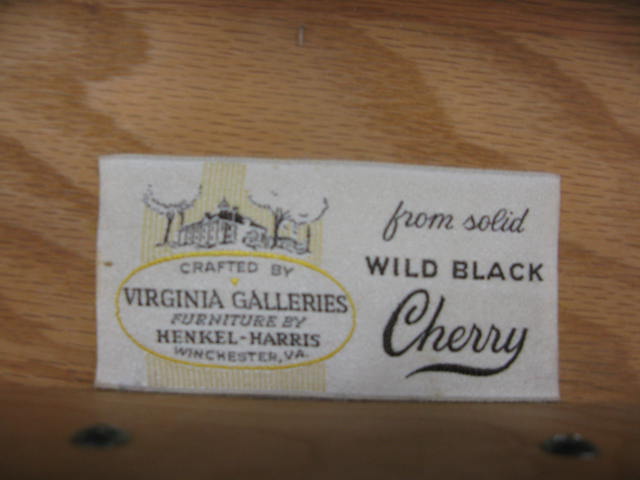 CRAFTED BY
VIRGINIA GALLERIES
FURNITURE BY
HENKEL-HARRIS
WINCHESTER, VA.
from solid
WILD BLACK
Cherry